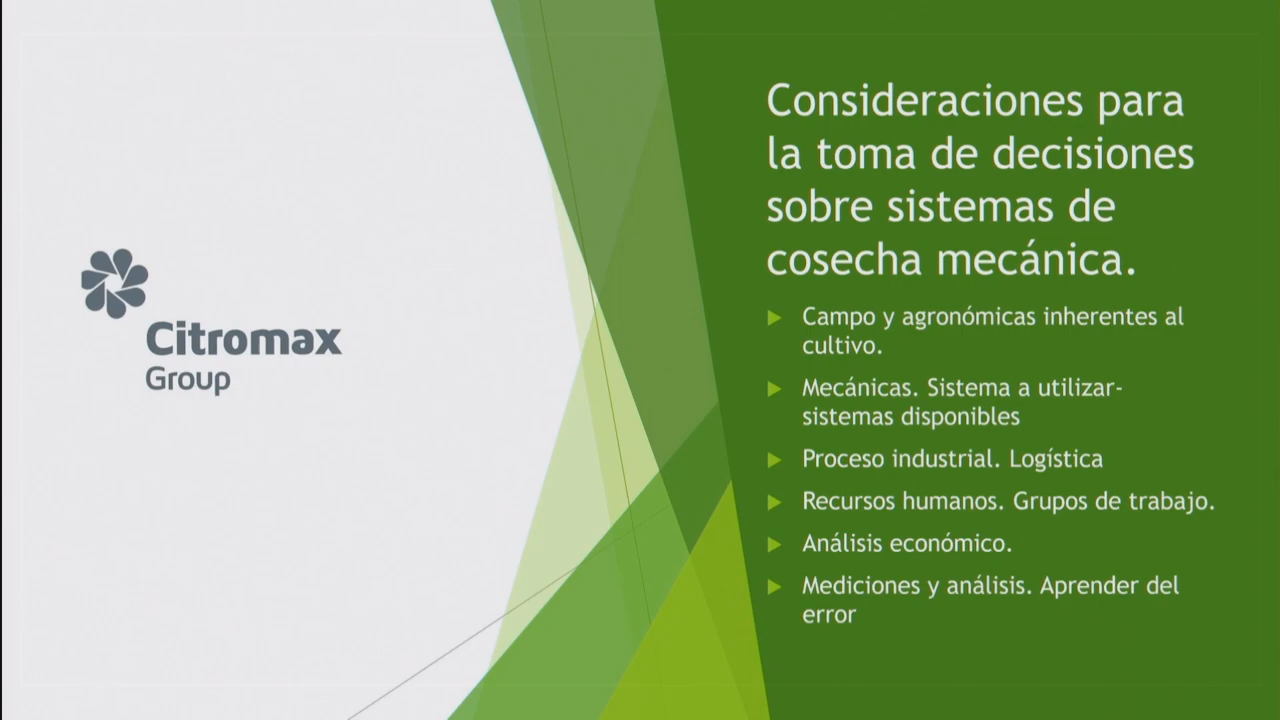 Citromax
Group
Consideraciones para
la toma de decisiones
sobre sistemas de
cosecha mecánica.
Campo y agronómicas inherentes al
cultivo.
Mecánicas. Sistema a utilizar-
sistemas disponibles
Proceso industrial. Logística
Recursos humanos. Grupos de trabajo.
Análisis económico.
Mediciones y análisis. Aprender del
error